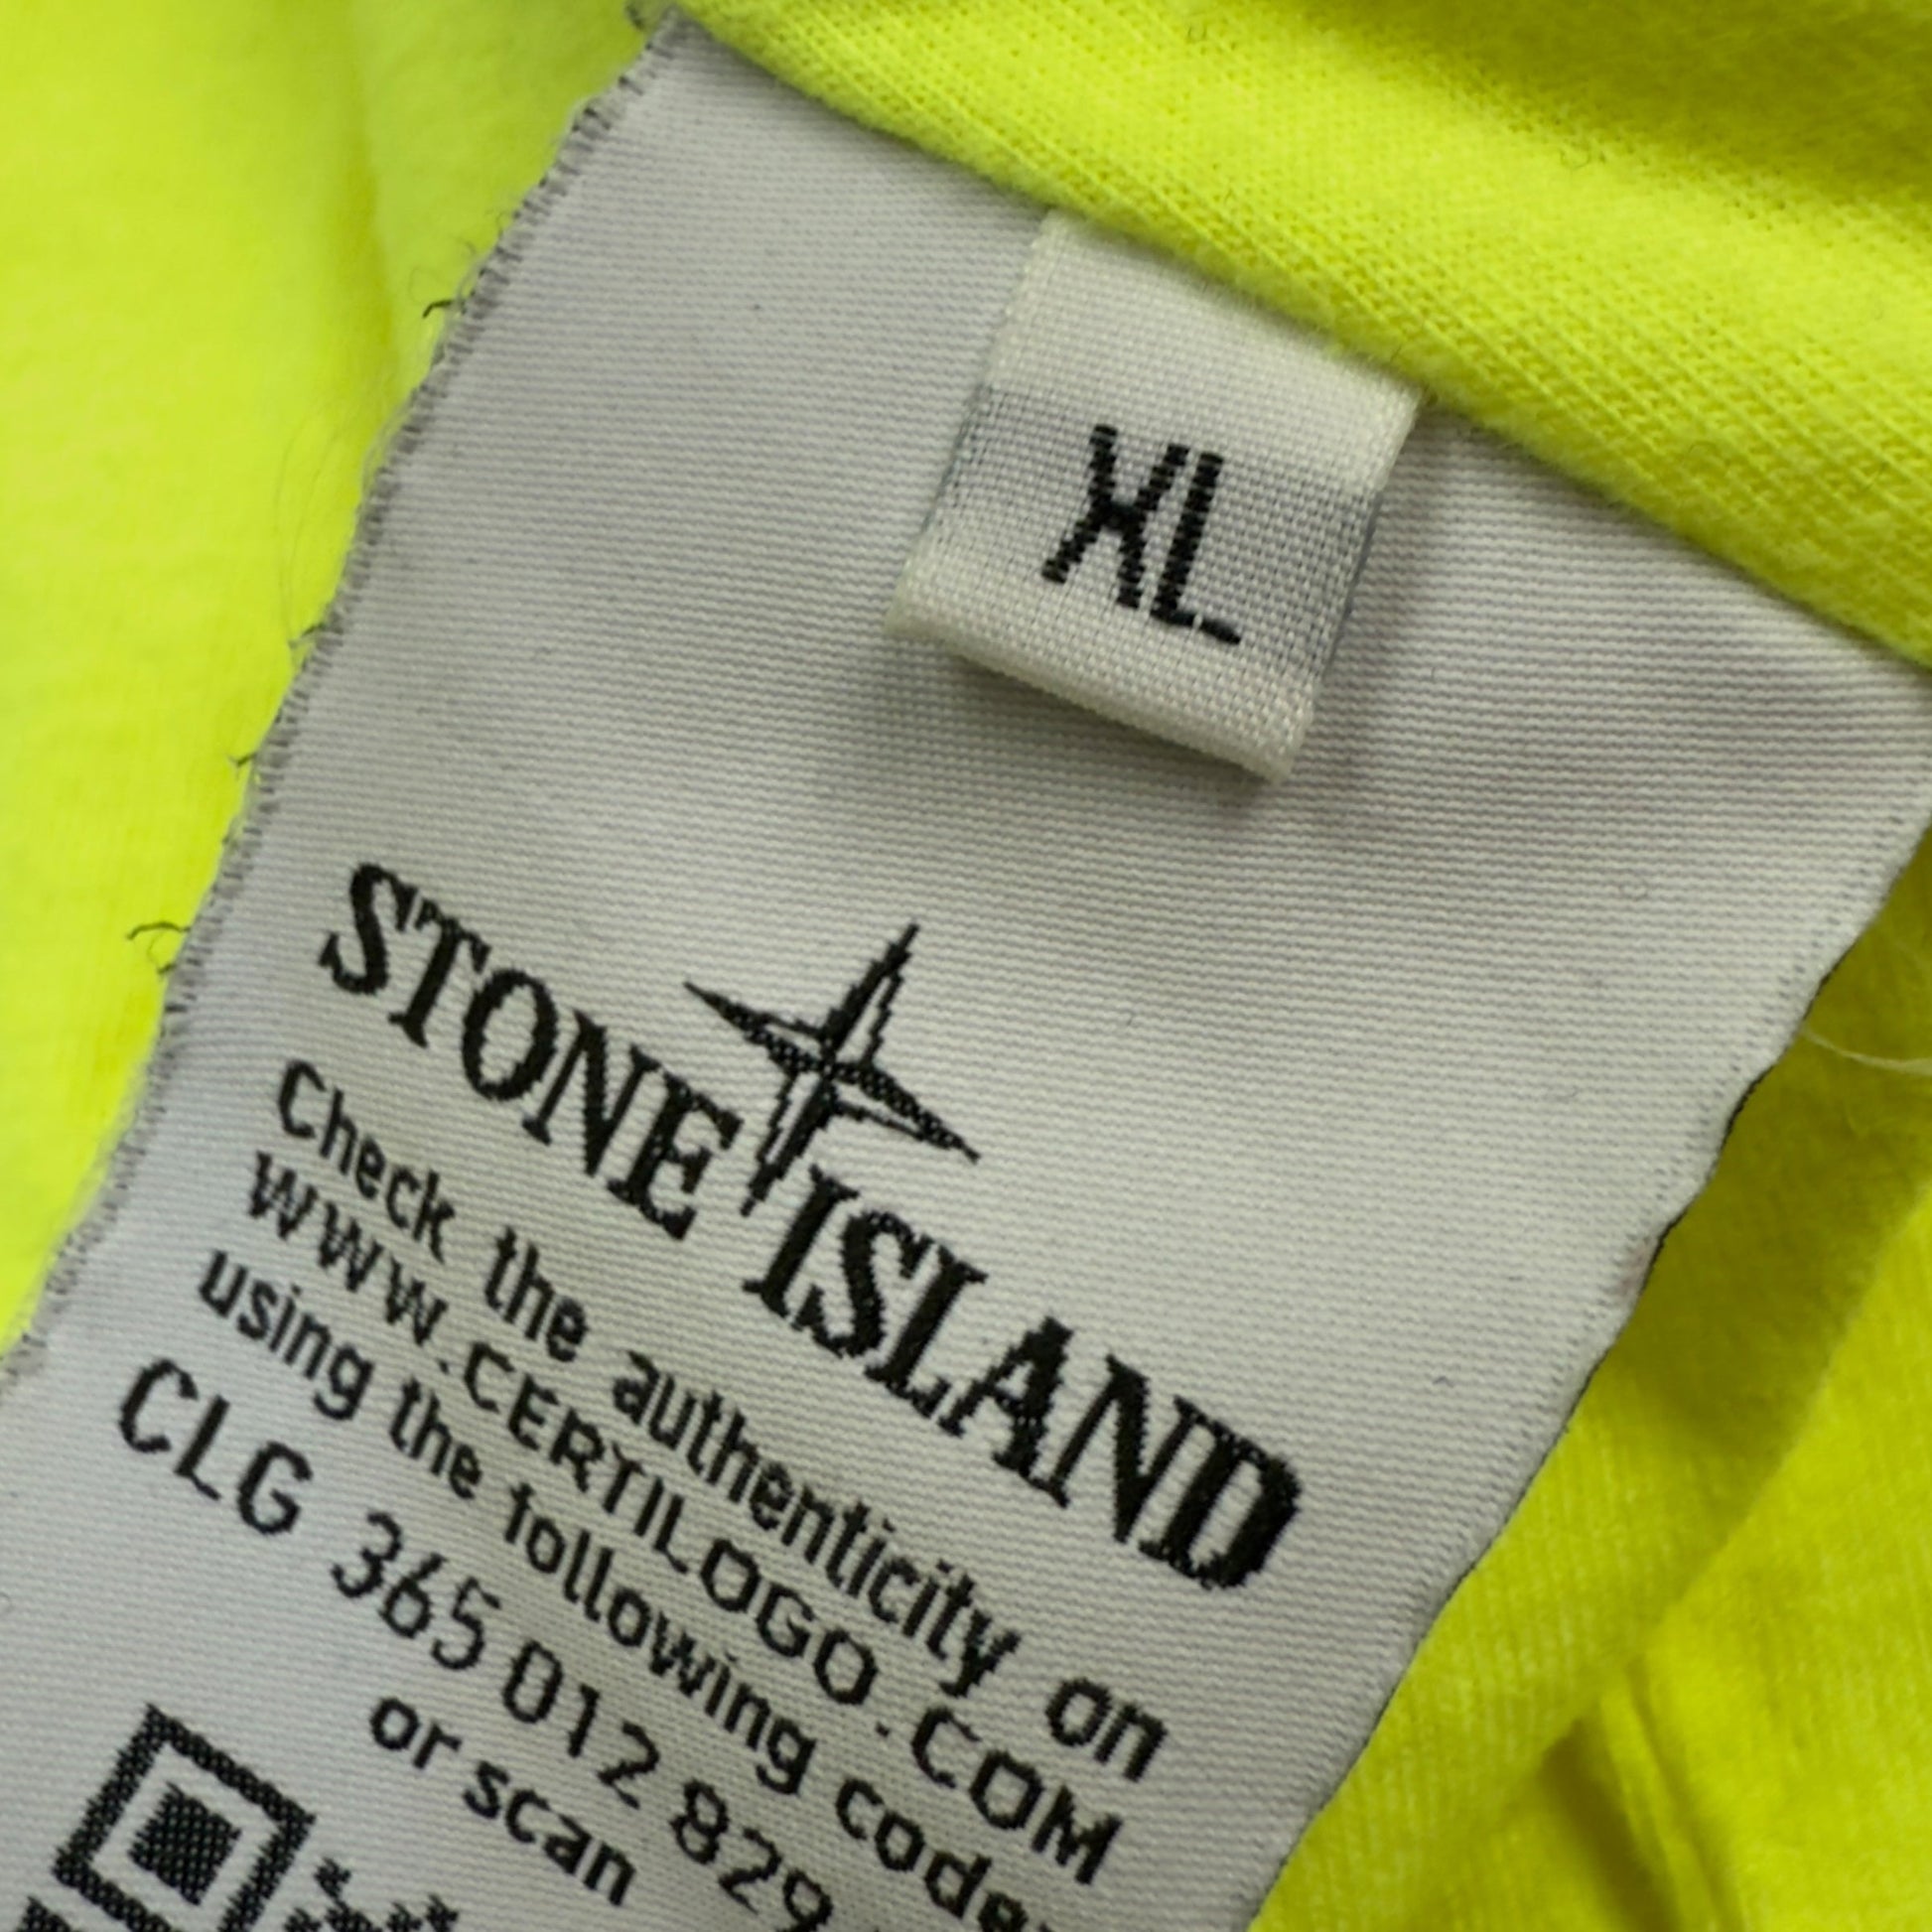 XL
STONE ISLAND
Check the authenticity on
WWW.CERTILOGO.COM
using the following code:
CLG 365 012 829
or scan